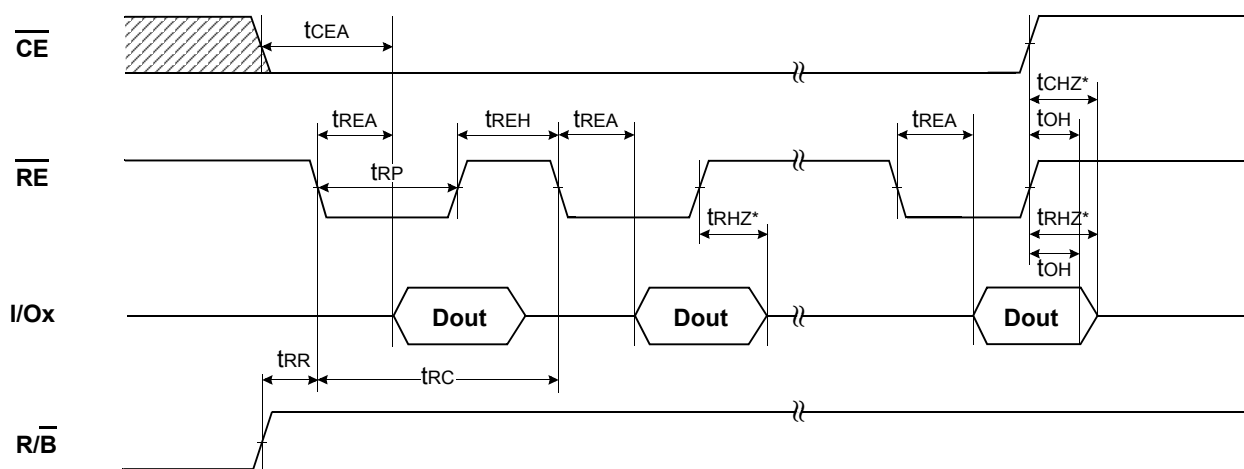 CE
tCEA
tCHZ*
tREA
tREH
tREA
tREA
tOH
RE
tRP
tRHZ*
tRHZ*
tOH
I/Ox
Dout
Dout
Dout
tRR
tRC
R/B